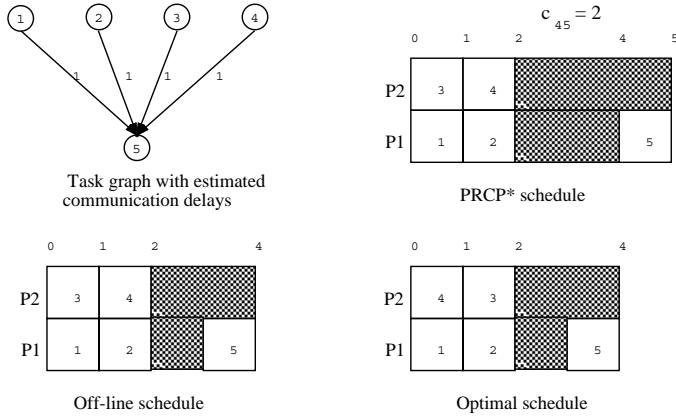 1 2 3 4
1 1 1 1
5
Task graph with estimated
communication delays
c 45 = 2
0 1 2 4 5
P2 3 4
P1 1 2 5
PRCP* schedule
0 1 2 4
P2 3 4
P1 1 2 5
Off-line schedule
0 1 2 4
P2 4 3
P1 1 2 5
Optimal schedule